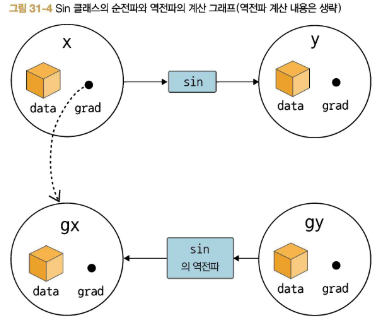 그림 31-4 Sin 클래스의 순전파와 역전파의 계산 그래프(역전파 계산 내용은 생략)
x
data grad
sin
y
data grad
gx
data grad
sin
의 역전파
gy
data grad